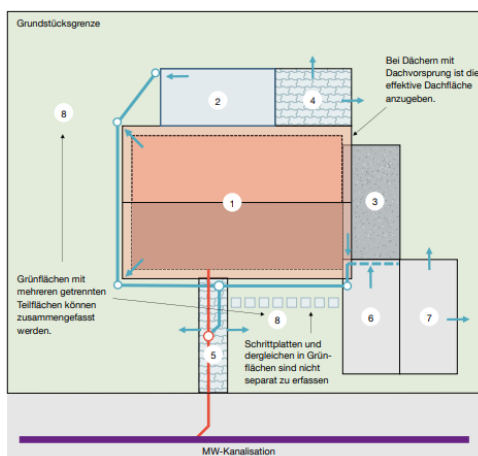 Grundstücksgrenze
Bei Dächern mit
Dachvorsprung ist die
effektive Dachfläche
anzugeben.
2
4
8
3
1
Grünflächen mit
mehreren getrennten
Teilflächen können
zusammengefasst
werden.
8
6
7
5
Schrittplatten und
dergleichen in Grün-
flächen sind nicht
separat zu erfassen
MW-Kanalisation